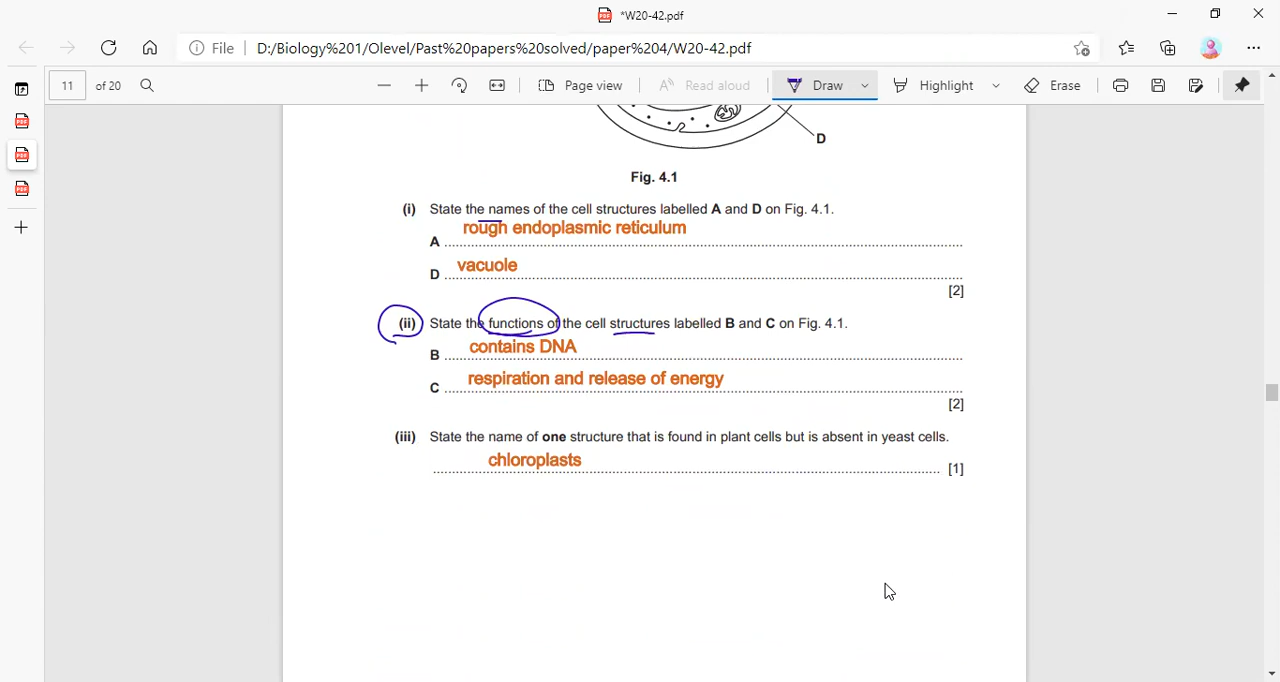 *W20-42.pdf
File
D:/Biology%201/Olevel/Past%20papers%20solved/paper%204/W20-42.pdf
11 of 20
Page view
Read aloud
Draw
Highlight
Erase
D
Fig. 4.1
(i) State the names of the cell structures labelled A and D on Fig. 4.1.
rough endoplasmic reticulum
A
vacuole
D
[2]
(ii) State the functions of the cell structures labelled B and C on Fig. 4.1.
contains DNA
B
respiration and release of energy
C
[2]
(iii) State the name of one structure that is found in plant cells but is absent in yeast cells.
chloroplasts
[1]